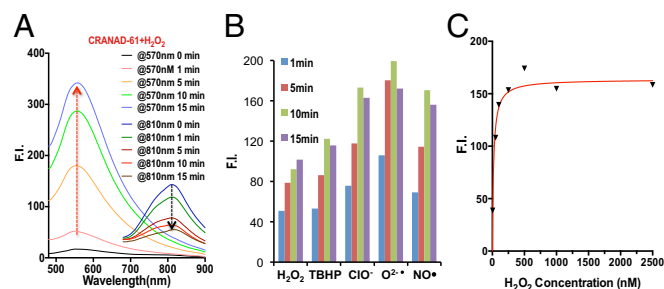 A
CRANAD-61+H₂O₂
400
300
200
100
0
F.I.
@570nm 0 min
@570nM 1 min
@570nm 5 min
@570nm 10 min
@570nm 15 min
@810nm 0 min
@810nm 1 min
@810nm 5 min
@810nm 10 min
@810nm 15 min
500 600 700 800 900
Wavelength(nm)
B
200
160
120
80
40
0
F.I.
1min
5min
10min
15min
H₂O₂ TBHP ClO⁻ O²⁻• NO•
C
200
150
100
50
0
F.I.
0 500 1000 1500 2000 2500
H₂O₂ Concentration (nM)